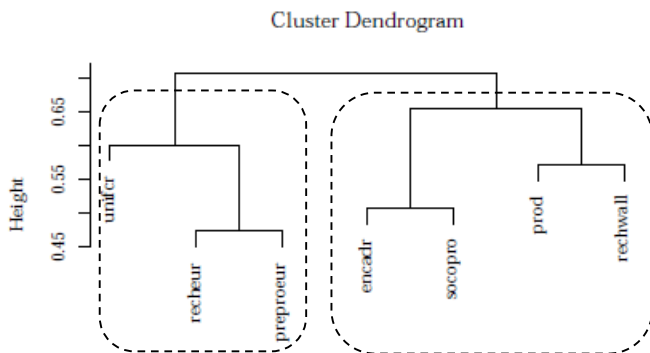 Cluster Dendrogram
Height
0.65
0.55
0.45
unifcr
recheur
preproeur
encadr
socopro
prod
rechwall